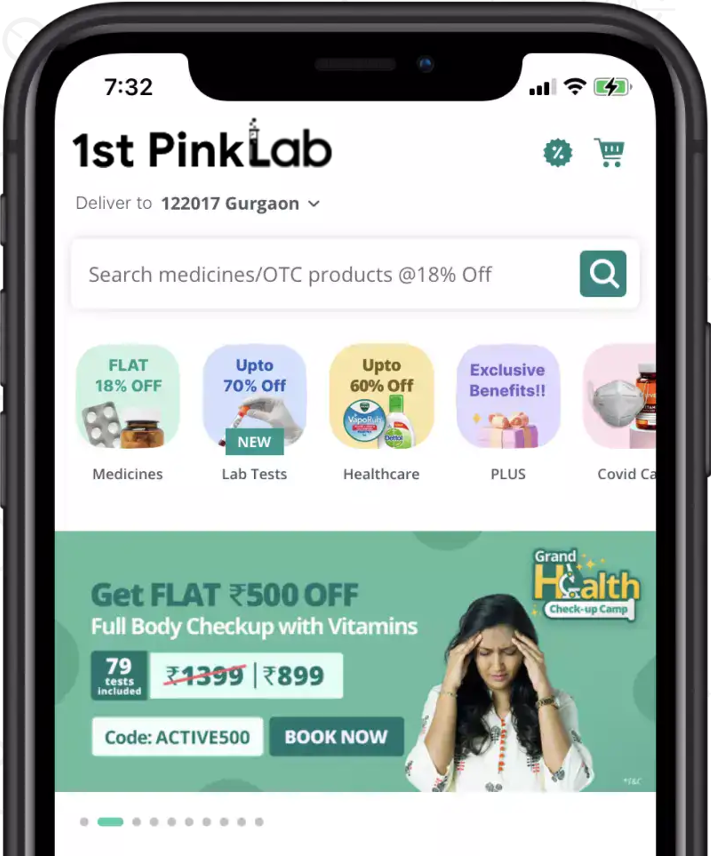 7:32
1st Pink Lab
Deliver to 122017 Gurgaon
Search medicines/OTC products @18% Off
FLAT
18% OFF
Medicines
Upto
70% Off
NEW
Lab Tests
Upto
60% Off
VapoRub
Dettol
Healthcare
Exclusive
Benefits!!
PLUS
Covid Ca
Grand
Health
Check-up Camp
Get FLAT ₹500 OFF
Full Body Checkup with Vitamins
79
tests
included
₹1399 | ₹899
Code: ACTIVE500
BOOK NOW
*T&C